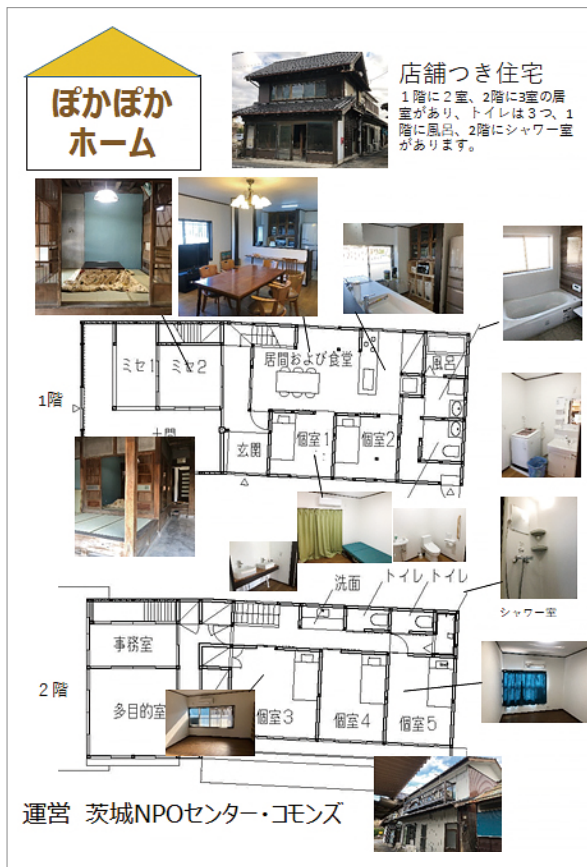 ぽかぽか
ホーム
店舗つき住宅
1階に2室、2階に3室の居
室があり、トイレは3つ、1
階に風呂、2階にシャワー室
があります。
1階
ミセ1
ミセ2
居間および食堂
風呂
玄関
個室1
個室2
洗面
トイレ
トイレ
シャワー室
2階
事務室
多目的室
個室3
個室4
個室5
運営 茨城NPOセンター・コモンズ